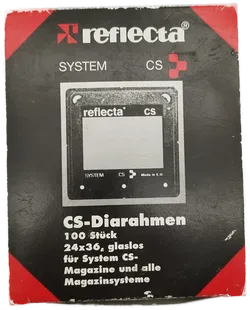 reflecta®
SYSTEM CS
reflecta® CS
SYSTEM CS Made in E.U.
CS-Diarahmen
100 Stück
24x36, glaslos
für System CS-
Magazine und alle
Magazinsysteme